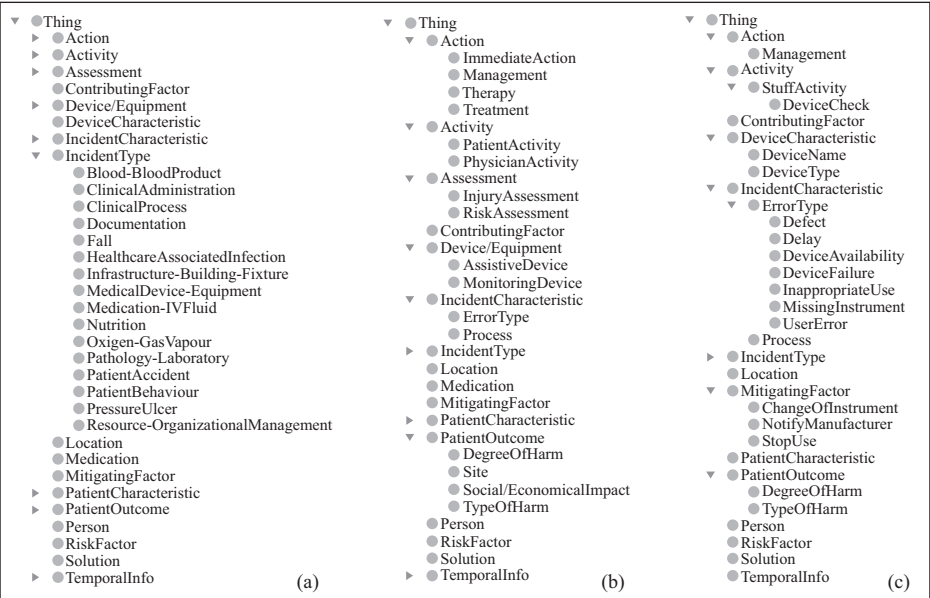 Thing
Action
Activity
Assessment
ContributingFactor
Device/Equipment
DeviceCharacteristic
IncidentCharacteristic
IncidentType
Blood-BloodProduct
ClinicalAdministration
ClinicalProcess
Documentation
Fall
HealthcareAssociatedInfection
Infrastructure-Building-Fixture
MedicalDevice-Equipment
Medication-IVFluid
Nutrition
Oxigen-GasVapour
Pathology-Laboratory
PatientAccident
PatientBehaviour
PressureUlcer
Resource-OrganizationalManagement
Location
Medication
MitigatingFactor
PatientCharacteristic
PatientOutcome
Person
RiskFactor
Solution
TemporalInfo
(a)
Thing
Action
ImmediateAction
Management
Therapy
Treatment
Activity
PatientActivity
PhysicianActivity
Assessment
InjuryAssessment
RiskAssessment
ContributingFactor
Device/Equipment
AssistiveDevice
MonitoringDevice
IncidentCharacteristic
ErrorType
Process
IncidentType
Location
Medication
MitigatingFactor
PatientCharacteristic
PatientOutcome
DegreeOfHarm
Site
Social/EconomicalImpact
TypeOfHarm
Person
RiskFactor
Solution
TemporalInfo
(b)
Thing
Action
Management
Activity
StuffActivity
DeviceCheck
ContributingFactor
DeviceCharacteristic
DeviceName
DeviceType
IncidentCharacteristic
ErrorType
Defect
Delay
DeviceAvailability
DeviceFailure
InappropriateUse
MissingInstrument
UserError
Process
IncidentType
Location
MitigatingFactor
ChangeOfInstrument
NotifyManufacturer
StopUse
PatientCharacteristic
PatientOutcome
DegreeOfHarm
TypeOfHarm
Person
RiskFactor
Solution
TemporalInfo
(c)